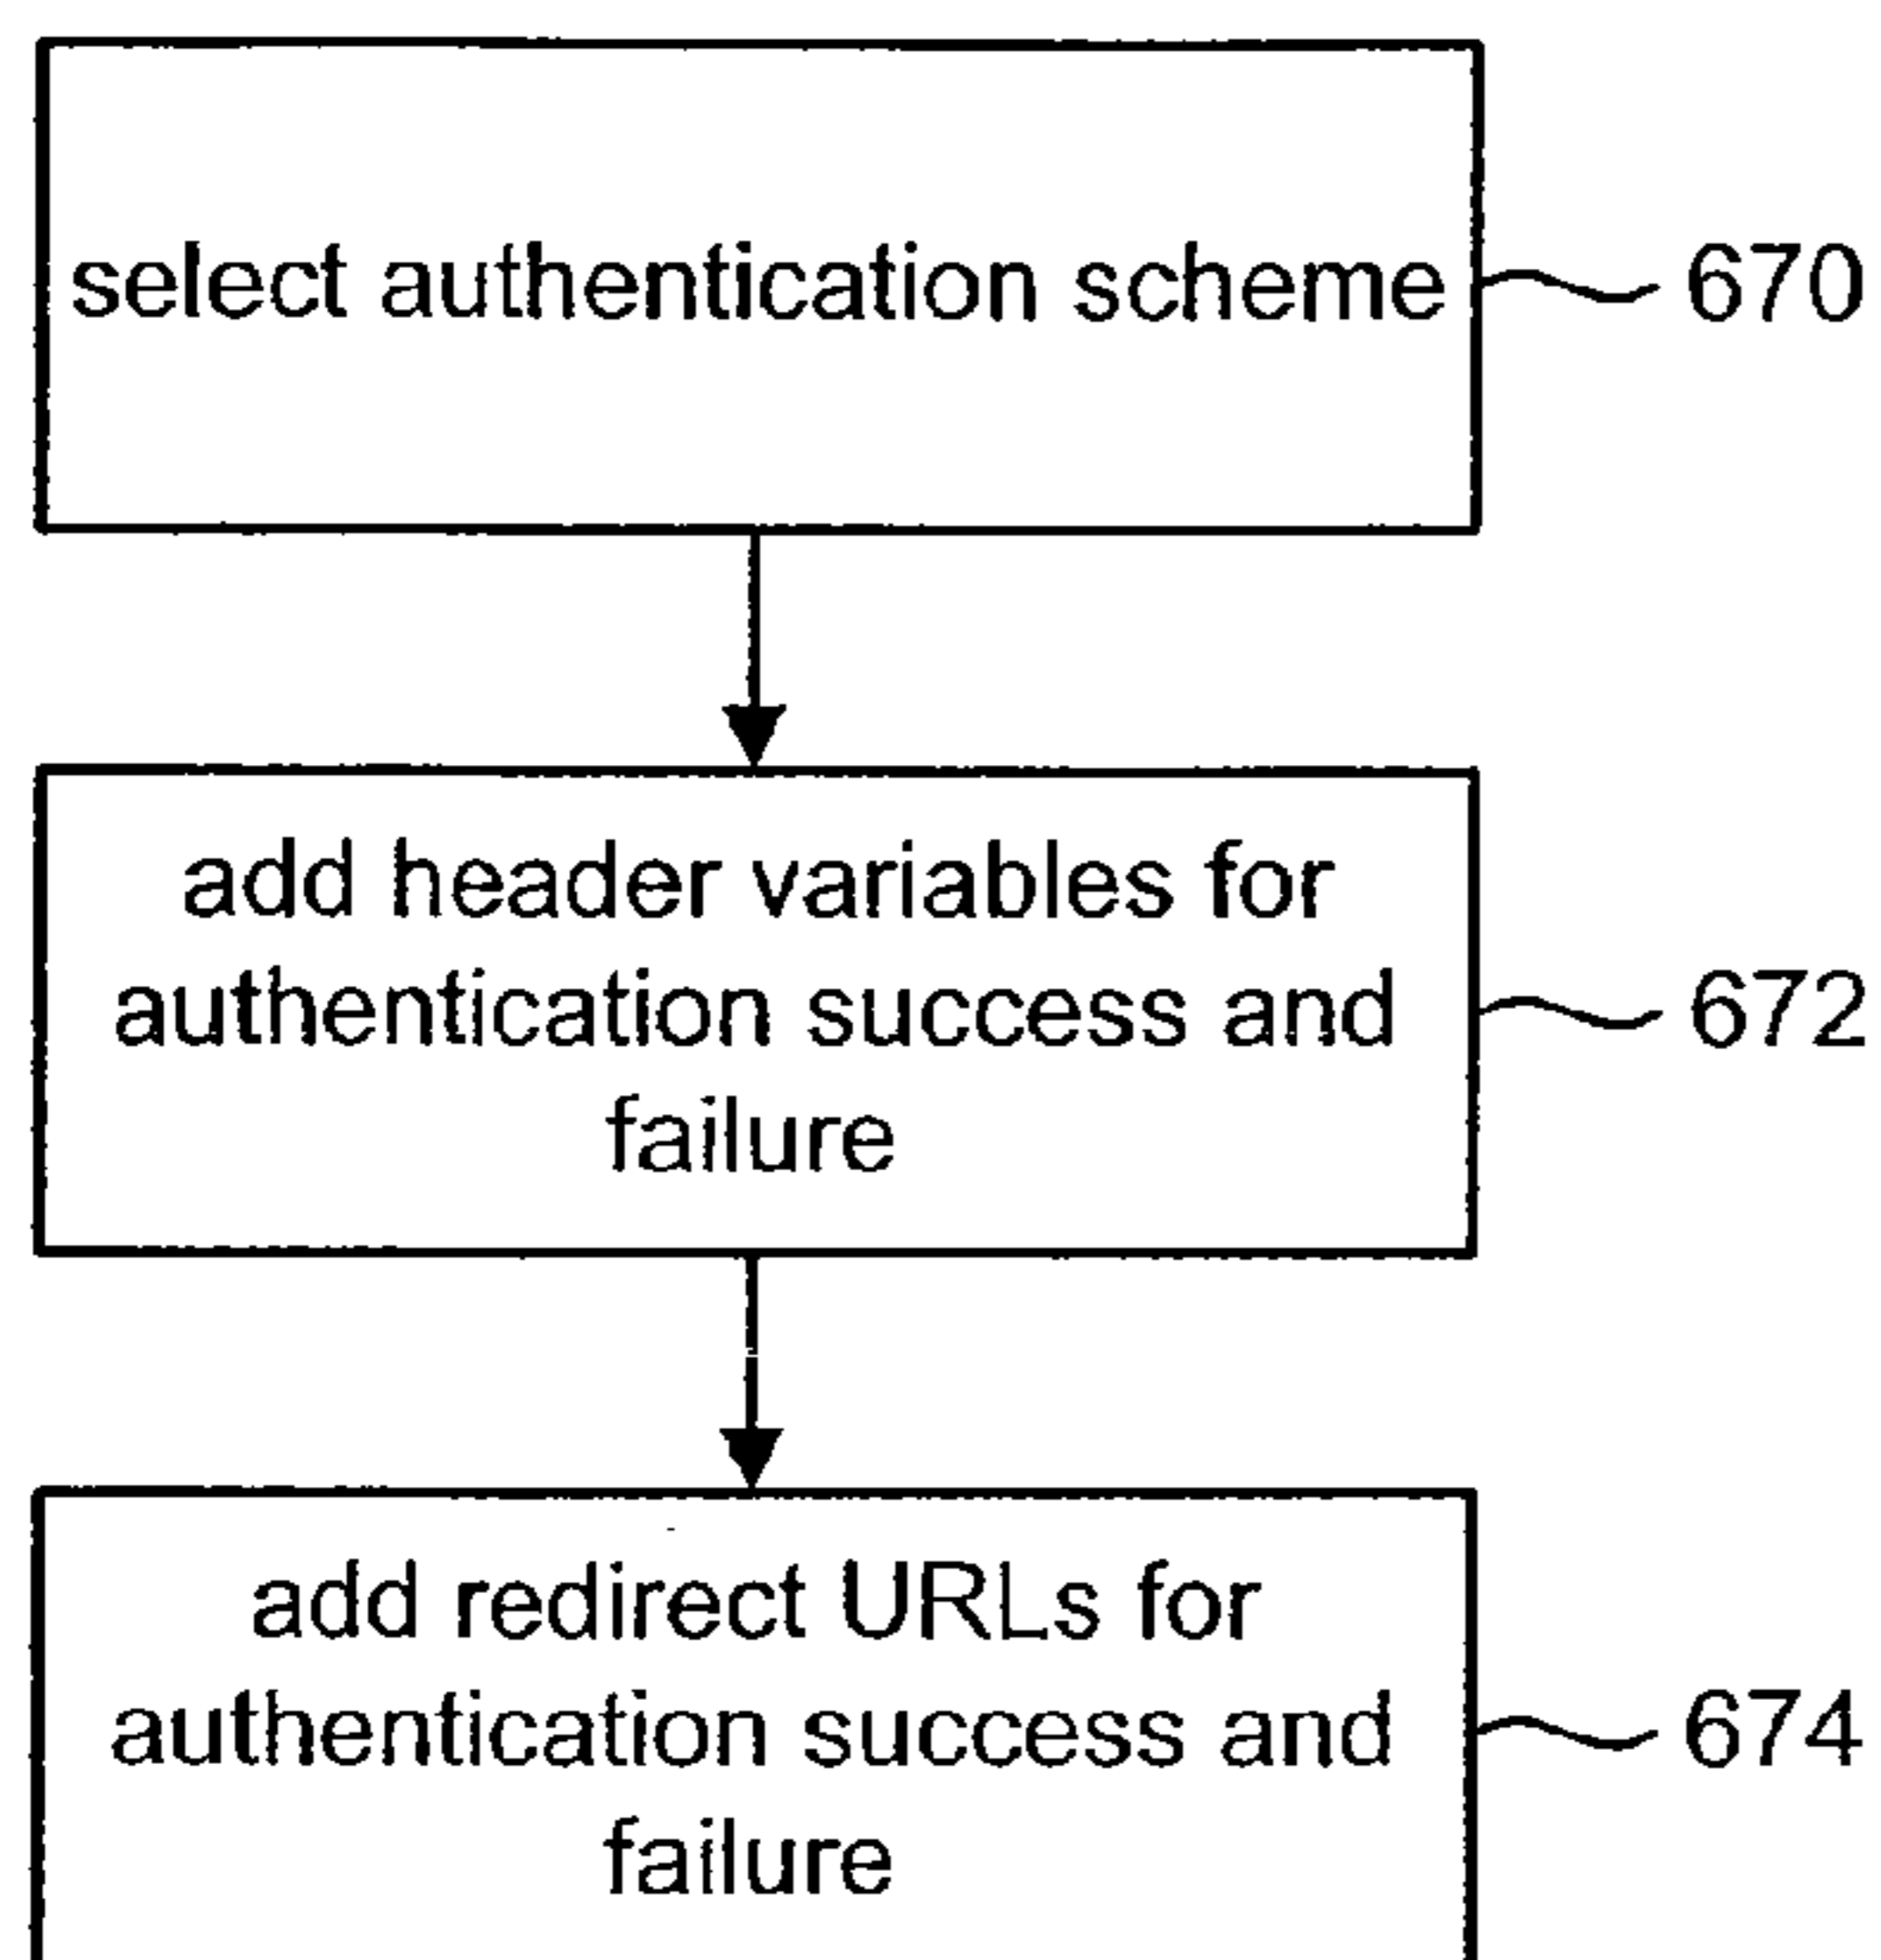 select authentication scheme
670
add header variables for
authentication success and
failure
672
add redirect URLs for
authentication success and
failure
674